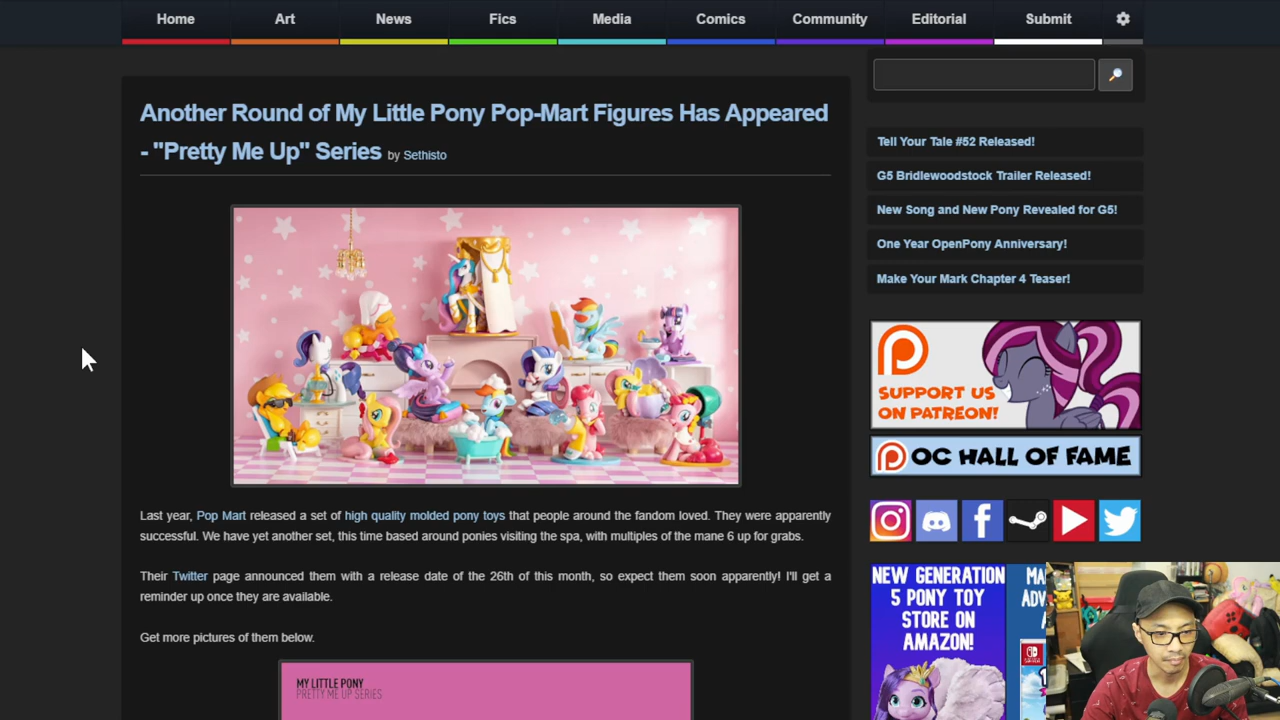 Home Art News Fics Media Comics Community Editorial Submit
Another Round of My Little Pony Pop-Mart Figures Has Appeared
- "Pretty Me Up" Series by Sethisto
Last year, Pop Mart released a set of high quality molded pony toys that people around the fandom loved. They were apparently
successful. We have yet another set, this time based around ponies visiting the spa, with multiples of the mane 6 up for grabs.
Their Twitter page announced them with a release date of the 26th of this month, so expect them soon apparently! I'll get a
reminder up once they are available.
Get more pictures of them below.
MY LITTLE PONY
PRETTY ME UP SERIES
Tell Your Tale #52 Released!
G5 Bridlewoodstock Trailer Released!
New Song and New Pony Revealed for G5!
One Year OpenPony Anniversary!
Make Your Mark Chapter 4 Teaser!
SUPPORT US
ON PATREON!
OC HALL OF FAME
NEW GENERATION
5 PONY TOY
STORE ON
AMAZON!
MA
ADV